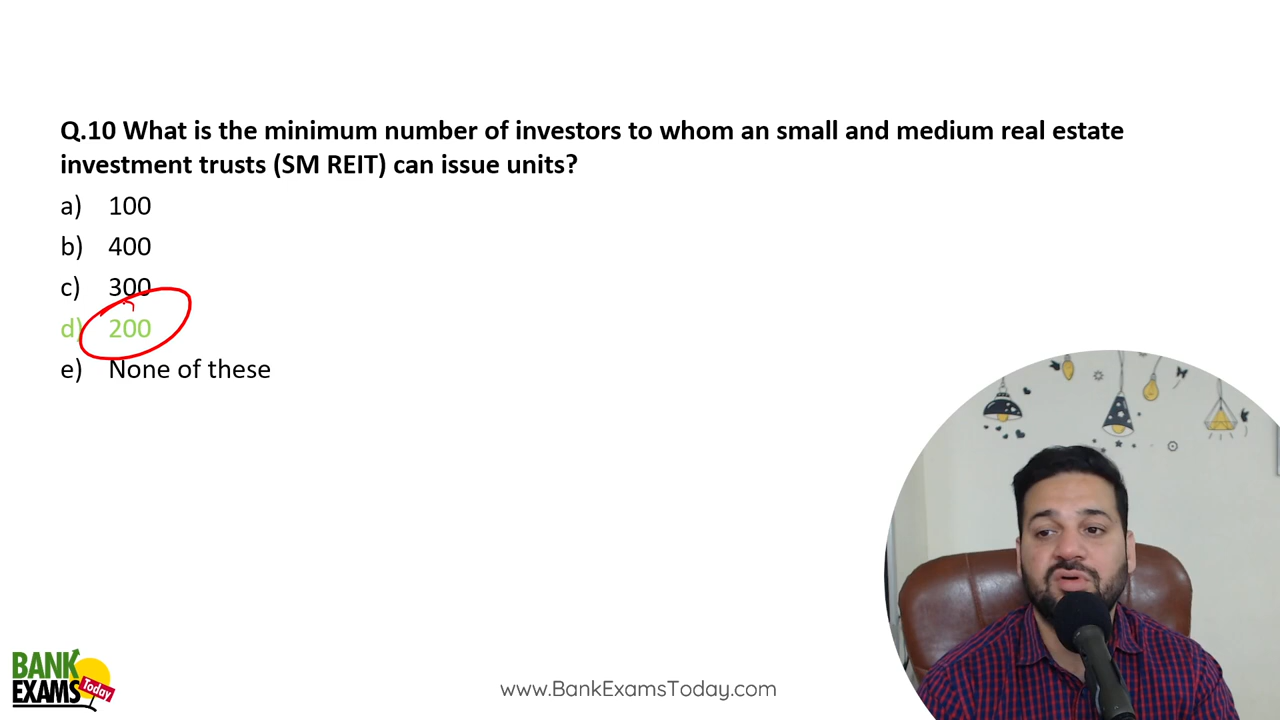 Q.10 What is the minimum number of investors to whom an small and medium real estate
investment trusts (SM REIT) can issue units?
a) 100
b) 400
c) 300
d) 200
e) None of these
BANK
EXAMS
Today
www.BankExamsToday.com